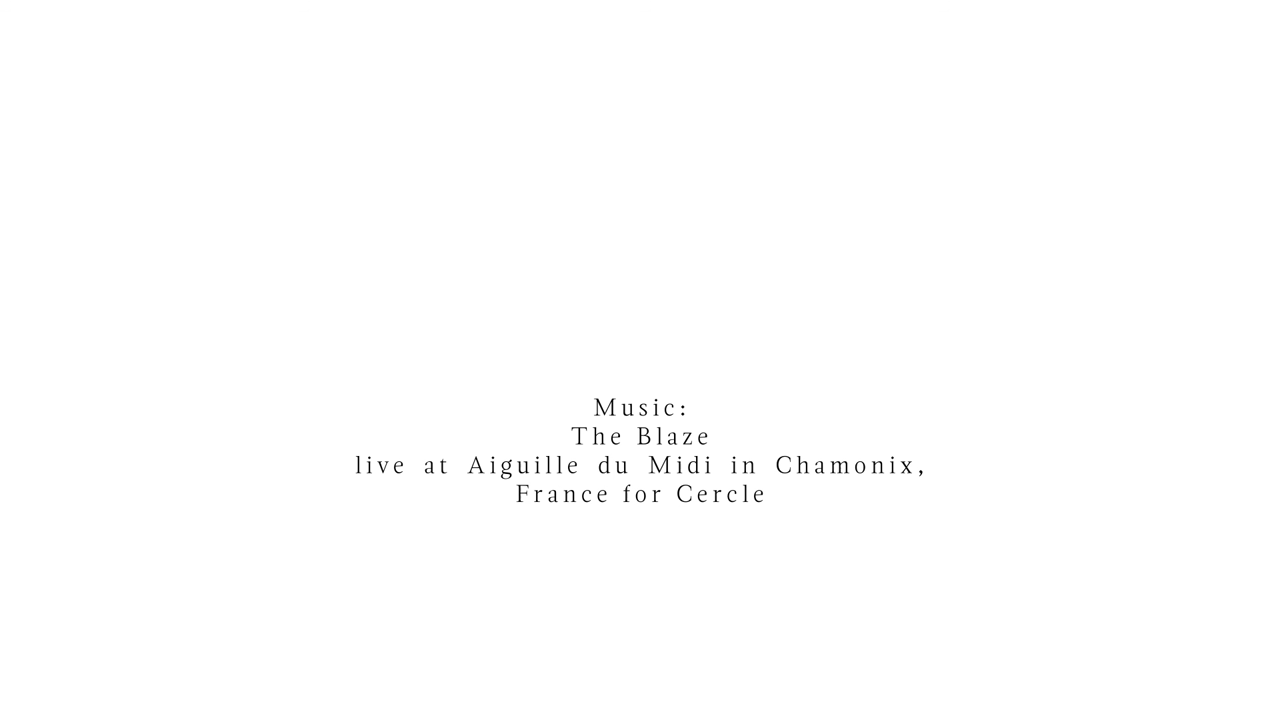 Music:
The Blaze
live at Aiguille du Midi in Chamonix,
France for Cercle